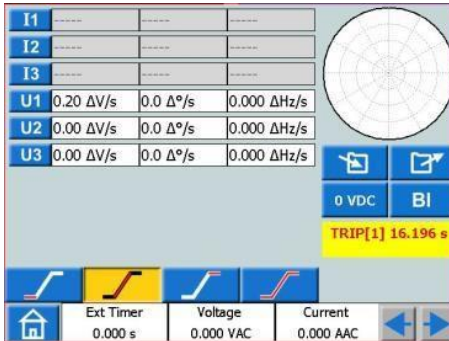 I1 ----- ----- -----
I2 ----- ----- -----
I3 ----- ----- -----
U1 0.20 ΔV/s 0.0 Δ°/s 0.000 ΔHz/s
U2 0.00 ΔV/s 0.0 Δ°/s 0.000 ΔHz/s
U3 0.00 ΔV/s 0.0 Δ°/s 0.000 ΔHz/s
0 VDC BI
TRIP[1] 16.196 s
Ext Timer Voltage Current
0.000 s 0.000 VAC 0.000 AAC